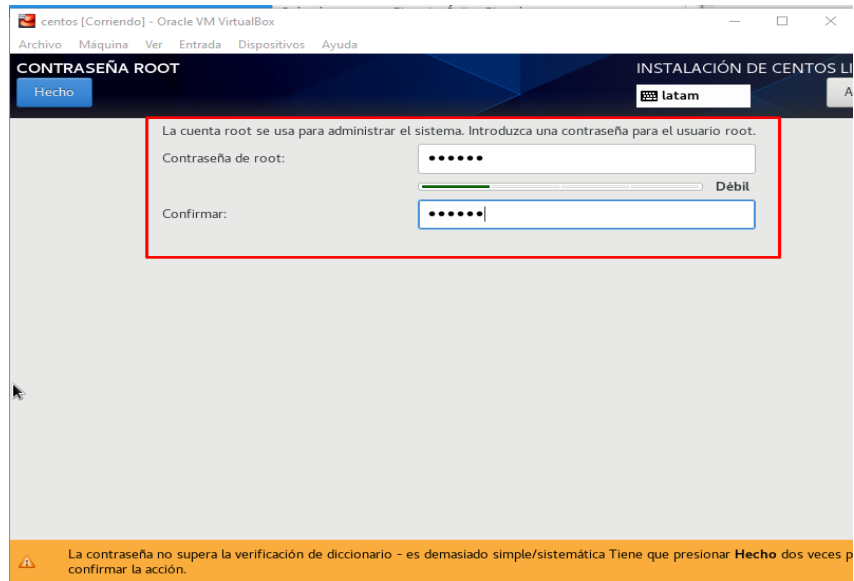 centos [Corriendo] - Oracle VM VirtualBox
Archivo Máquina Ver Entrada Dispositivos Ayuda
CONTRASEÑA ROOT
INSTALACIÓN DE CENTOS LI
Hecho
latam
A
La cuenta root se usa para administrar el sistema. Introduzca una contraseña para el usuario root.
Contraseña de root:
••••••
Débil
Confirmar:
••••••
La contraseña no supera la verificación de diccionario - es demasiado simple/sistemática Tiene que presionar Hecho dos veces p
confirmar la acción.